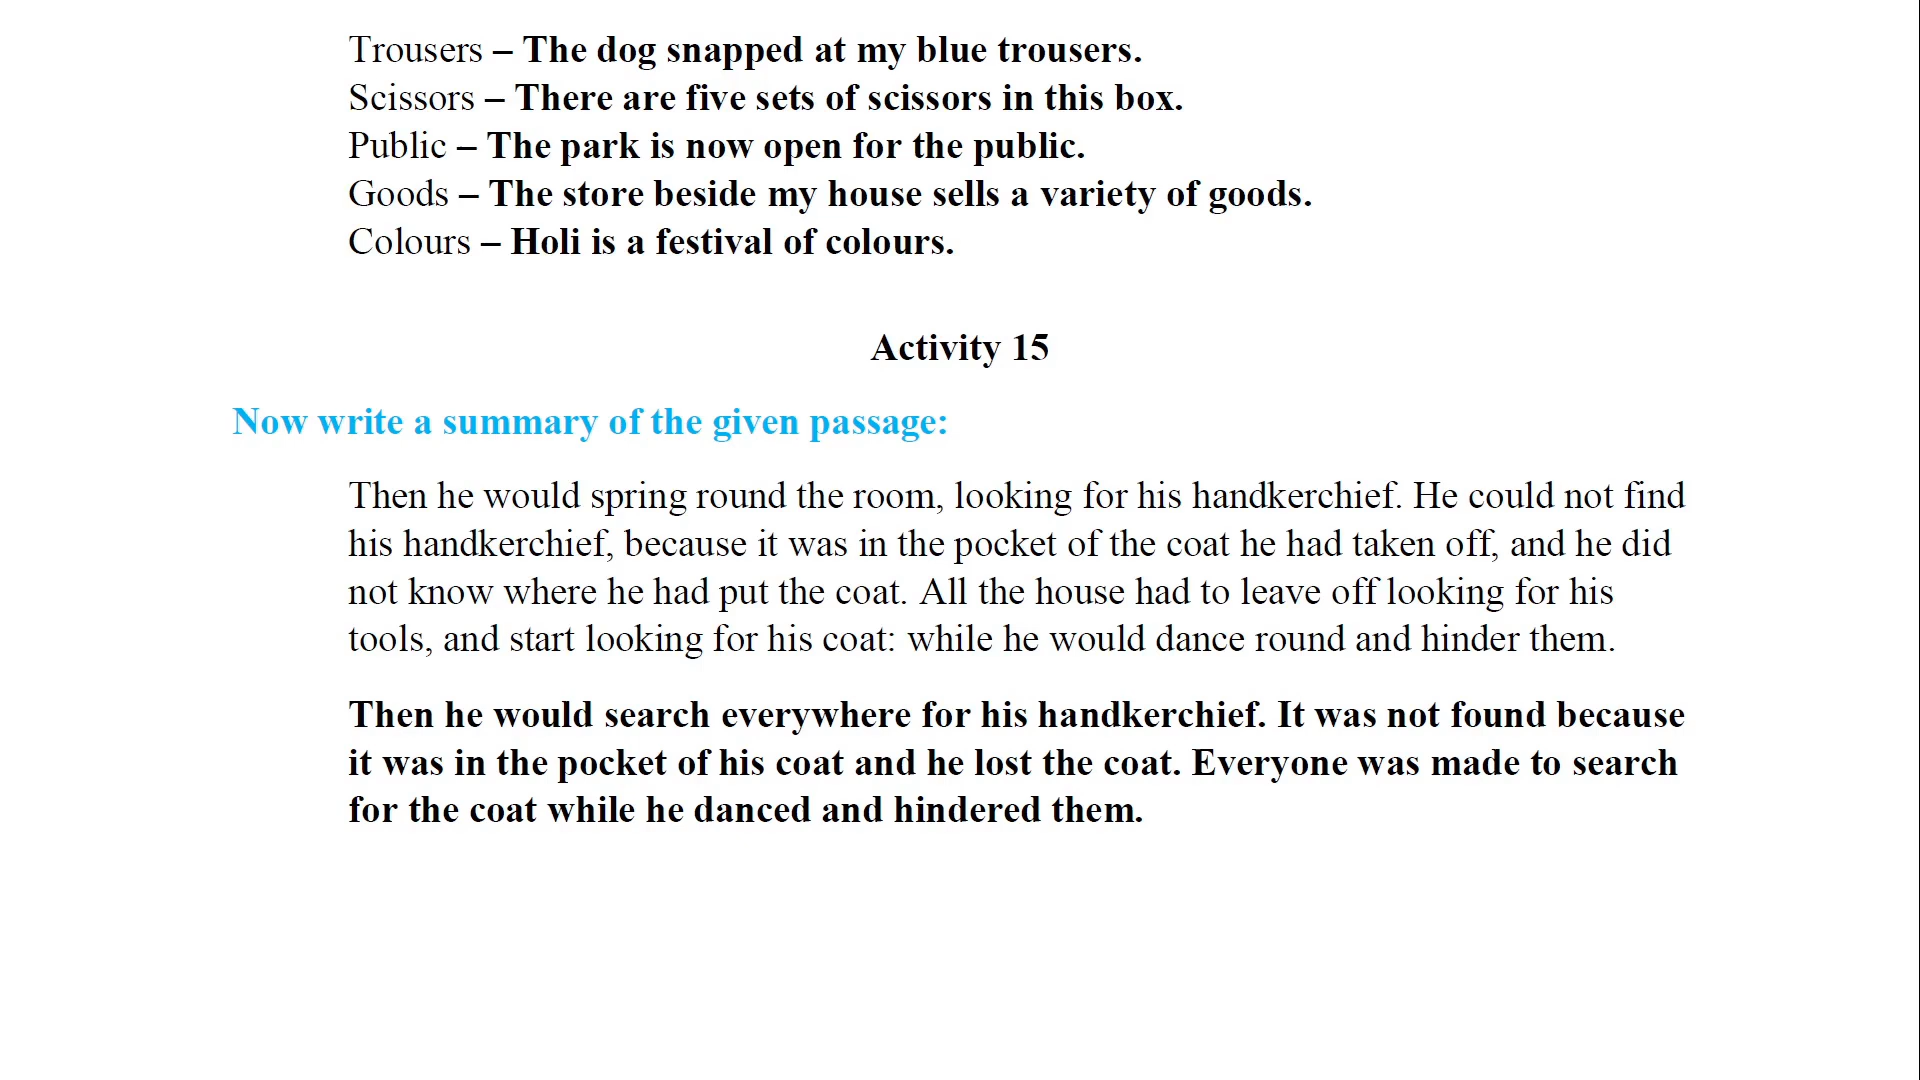 Trousers – The dog snapped at my blue trousers.
Scissors – There are five sets of scissors in this box.
Public – The park is now open for the public.
Goods – The store beside my house sells a variety of goods.
Colours – Holi is a festival of colours.
Activity 15
Now write a summary of the given passage:
Then he would spring round the room, looking for his handkerchief. He could not find
his handkerchief, because it was in the pocket of the coat he had taken off, and he did
not know where he had put the coat. All the house had to leave off looking for his
tools, and start looking for his coat: while he would dance round and hinder them.
Then he would search everywhere for his handkerchief. It was not found because
it was in the pocket of his coat and he lost the coat. Everyone was made to search
for the coat while he danced and hindered them.